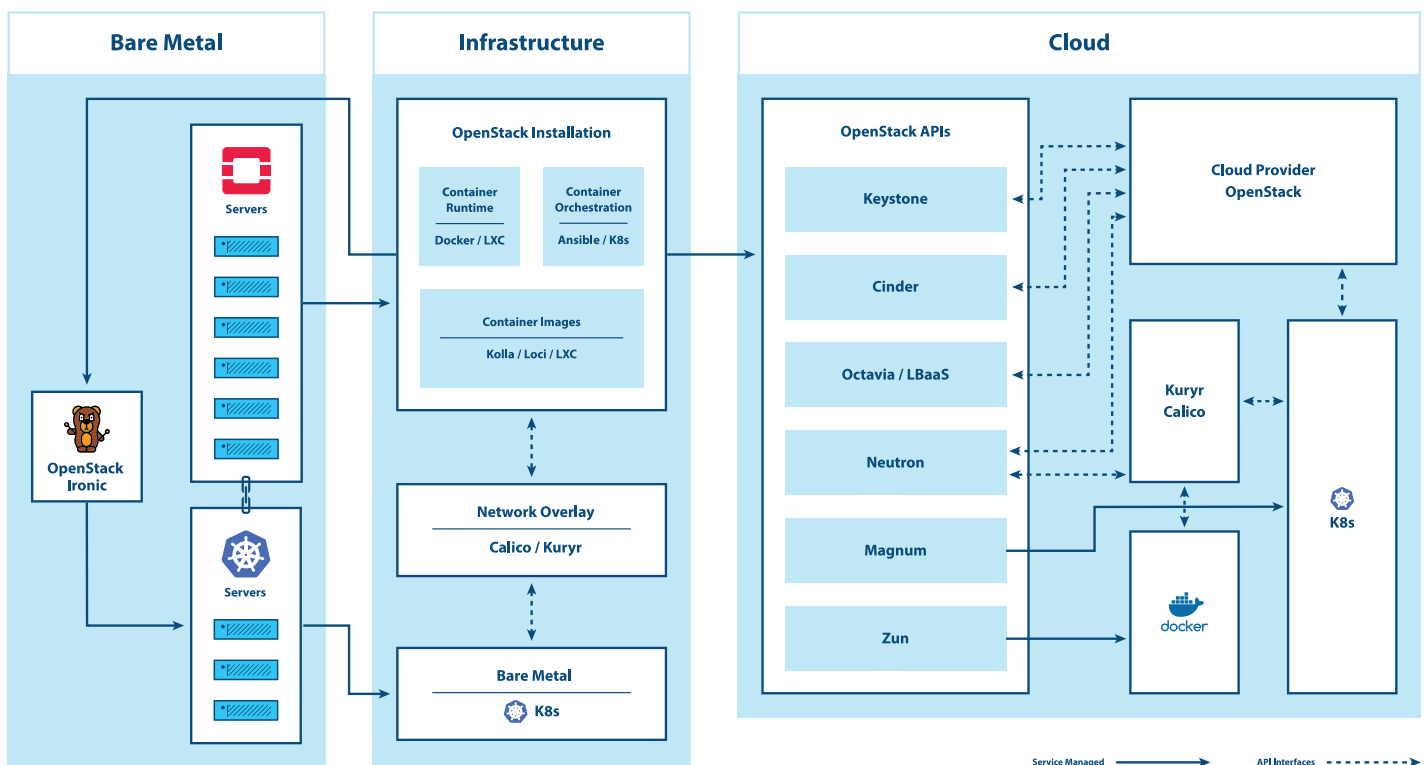 Bare Metal
Servers
OpenStack
Ironic
Servers
Infrastructure
OpenStack Installation
Container
Runtime
Docker / LXC
Container
Orchestration
Ansible / K8s
Container Images
Kolla / Loci / LXC
Network Overlay
Calico / Kuryr
Bare Metal
K8s
Cloud
OpenStack APIs
Keystone
Cinder
Octavia / LBaaS
Neutron
Magnum
Zun
Cloud Provider
OpenStack
Kuryr
Calico
docker
K8s
Service Managed
API Interfaces